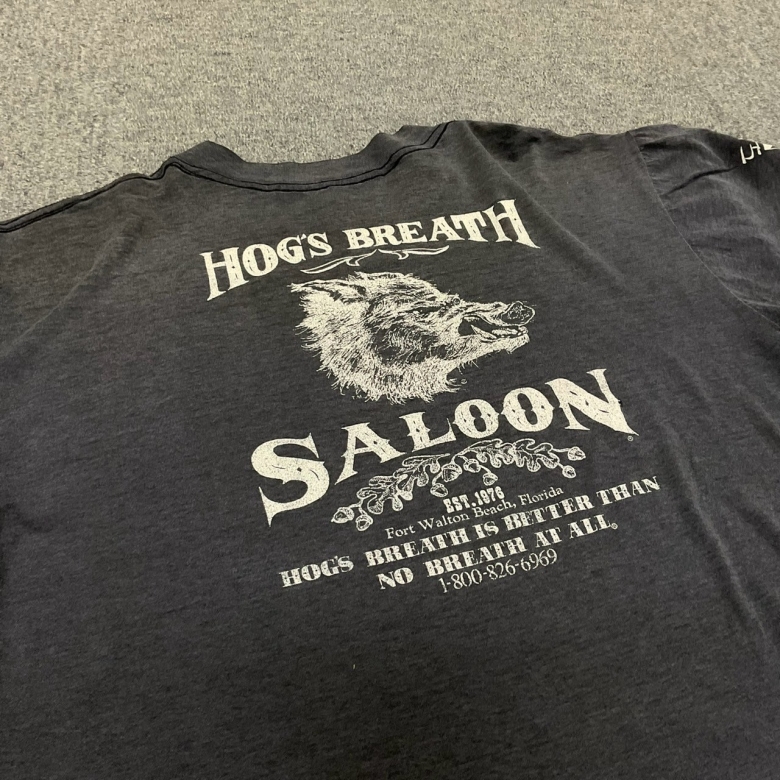 HOG'S BREATH
SALOON®
EST. 1976
Fort Walton Beach, Florida
HOG'S BREATH IS BETTER THAN
NO BREATH AT ALL®
1-800-826-6969